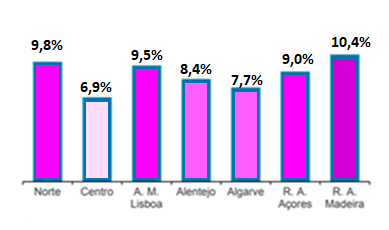 9,8%
6,9%
9,5%
8,4%
7,7%
9,0%
10,4%
Norte
Centro
A. M.
Lisboa
Alentejo
Algarve
R. A.
Açores
R. A.
Madeira